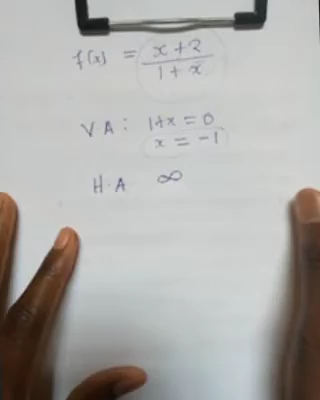 f(x) = x+2 / 1+x
VA: 1+x = 0
x = -1
H.A ∞